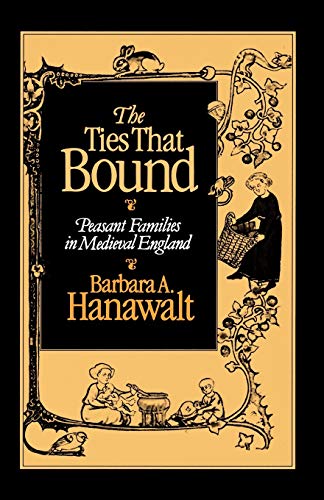 The
Ties That
Bound
Peasant Families
in Medieval England
Barbara A.
Hanawalt